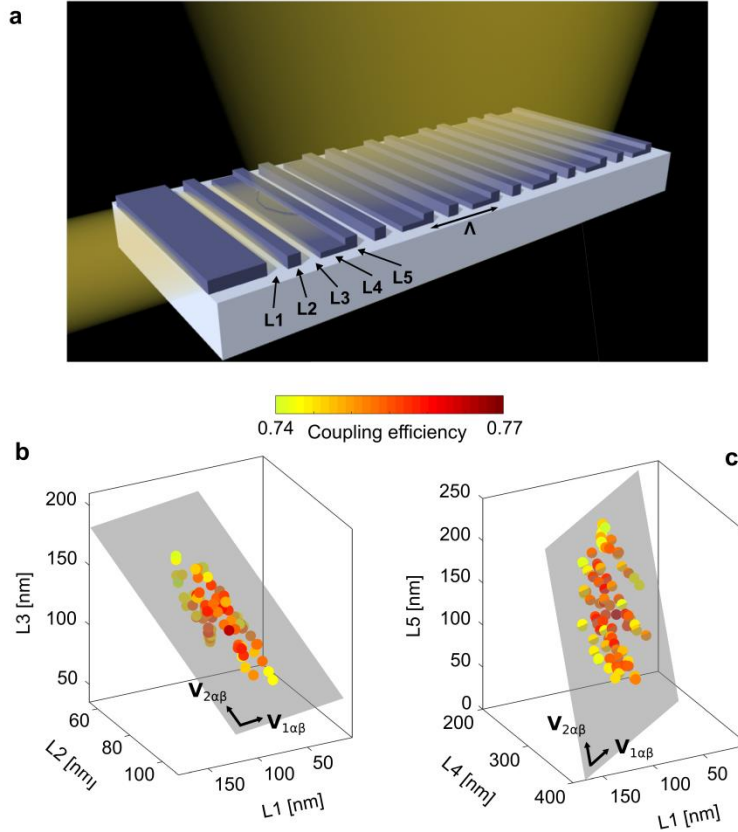 a
Λ
L1
L2
L3
L4
L5
0.74
Coupling efficiency
0.77
b
200
150
100
50
L3 [nm]
60
80
100
L2 [nm]
150
100
50
L1 [nm]
V2αβ
V1αβ
c
250
200
150
100
50
0
L5 [nm]
200
300
400
L4 [nm]
150
100
50
L1 [nm]
V2αβ
V1αβ